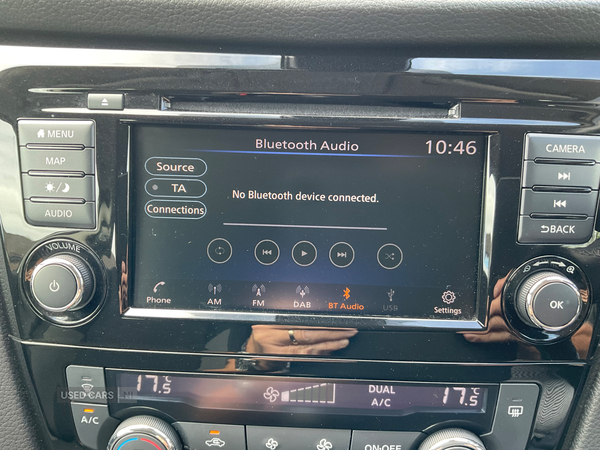 Bluetooth Audio
10:46
MENU
MAP
AUDIO
VOLUME
Source
TA
Connections
No Bluetooth device connected.
Phone
AM
FM
DAB
BT Audio
USB
Settings
CAMERA
BACK
OK
17.5°C
DUAL
A/C
17.5°C
USED CARS
NI
A/C
ON·OFF